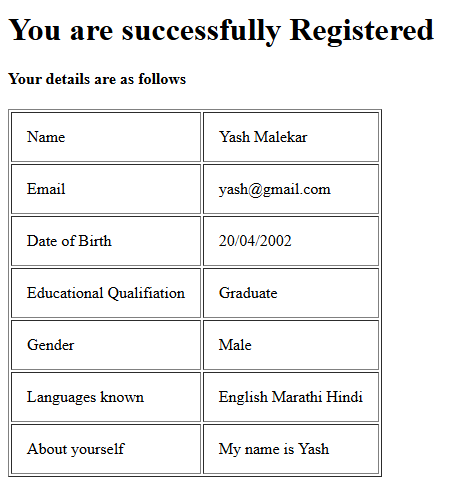 You are successfully Registered
Your details are as follows
Name Yash Malekar
Email yash@gmail.com
Date of Birth 20/04/2002
Educational Qualifiation Graduate
Gender Male
Languages known English Marathi Hindi
About yourself My name is Yash